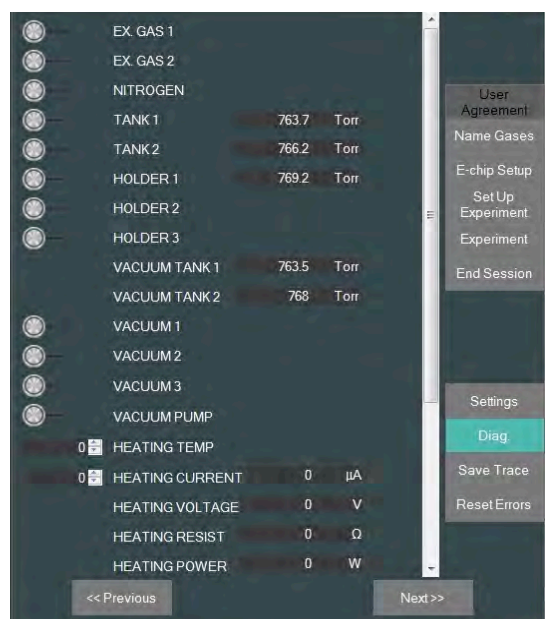 EX. GAS 1
EX. GAS 2
NITROGEN
TANK 1 763.7 Torr
TANK 2 766.2 Torr
HOLDER 1 769.2 Torr
HOLDER 2
HOLDER 3
VACUUM TANK 1 763.5 Torr
VACUUM TANK 2 768 Torr
VACUUM 1
VACUUM 2
VACUUM 3
VACUUM PUMP
0 HEATING TEMP
0 HEATING CURRENT 0 µA
HEATING VOLTAGE 0 V
HEATING RESIST 0 Ω
HEATING POWER 0 W
<< Previous
Next >>
User
Agreement
Name Gases
E-chip Setup
Set Up
Experiment
Experiment
End Session
Settings
Diag.
Save Trace
Reset Errors